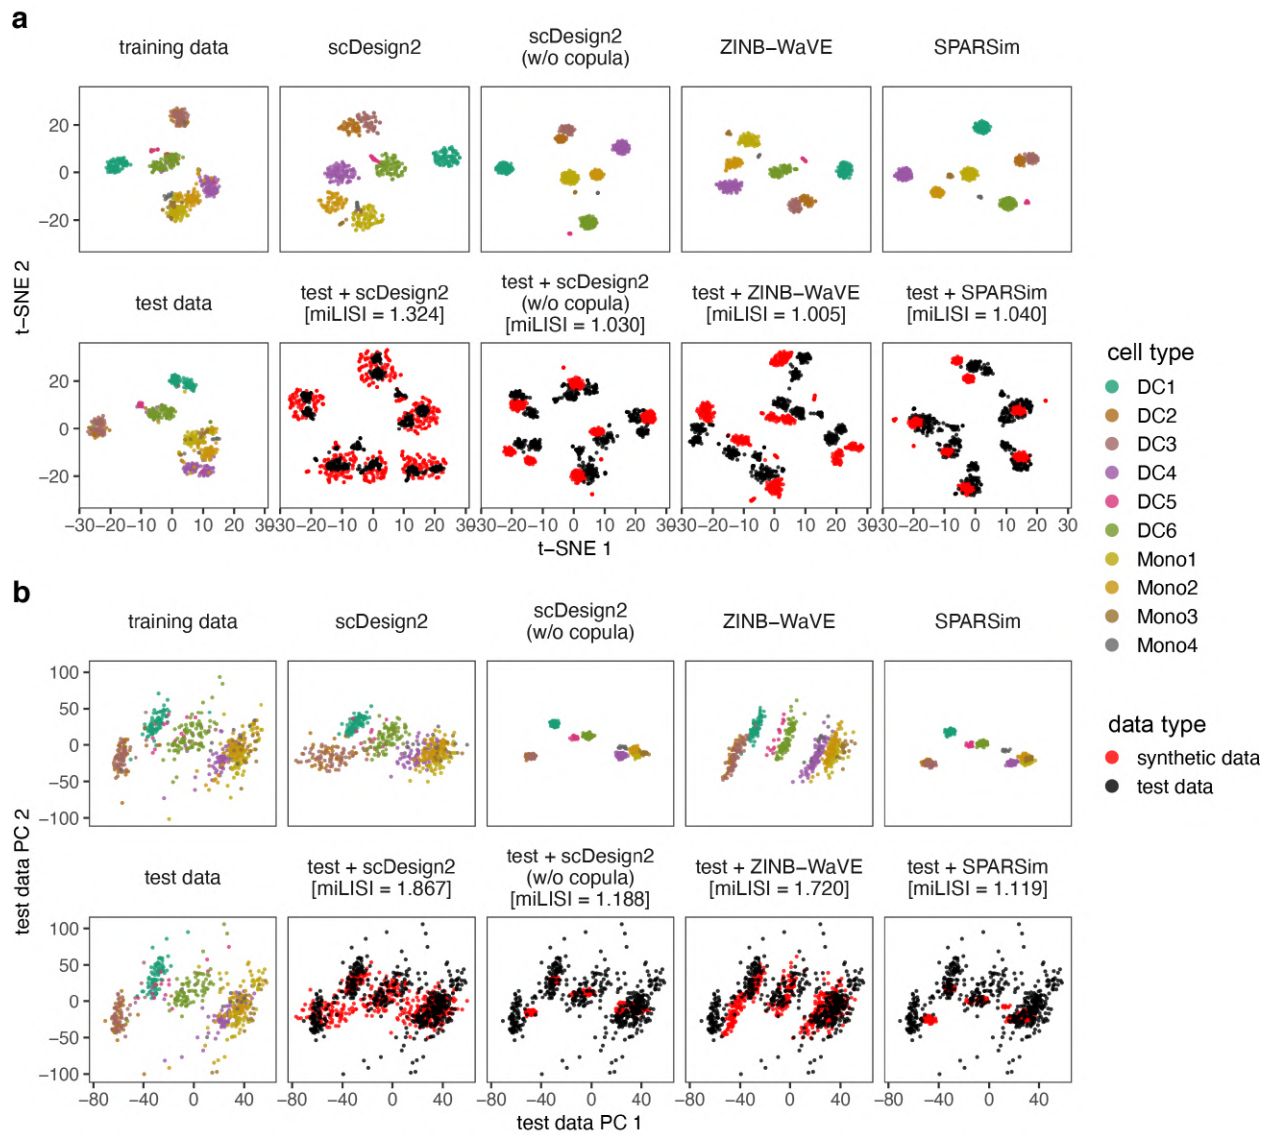 a
training data
scDesign2
scDesign2
(w/o copula)
ZINB−WaVE
SPARSim
20
0
−20
t−SNE 2
test data
test + scDesign2
[miLISI = 1.324]
test + scDesign2
(w/o copula)
[miLISI = 1.030]
test + ZINB−WaVE
[miLISI = 1.005]
test + SPARSim
[miLISI = 1.040]
20
0
−20
−30 −20 −10 0 10 20 30
−30 −20 −10 0 10 20 30
−30 −20 −10 0 10 20 30
−30 −20 −10 0 10 20 30
−30 −20 −10 0 10 20 30
t−SNE 1
cell type
DC1
DC2
DC3
DC4
DC5
DC6
Mono1
Mono2
Mono3
Mono4
data type
synthetic data
test data
b
training data
scDesign2
scDesign2
(w/o copula)
ZINB−WaVE
SPARSim
100
50
0
−50
−100
test data PC 2
test data
test + scDesign2
[miLISI = 1.867]
test + scDesign2
(w/o copula)
[miLISI = 1.188]
test + ZINB−WaVE
[miLISI = 1.720]
test + SPARSim
[miLISI = 1.119]
100
50
0
−50
−100
−80 −40 0 40
−80 −40 0 40
−80 −40 0 40
−80 −40 0 40
−80 −40 0 40
test data PC 1